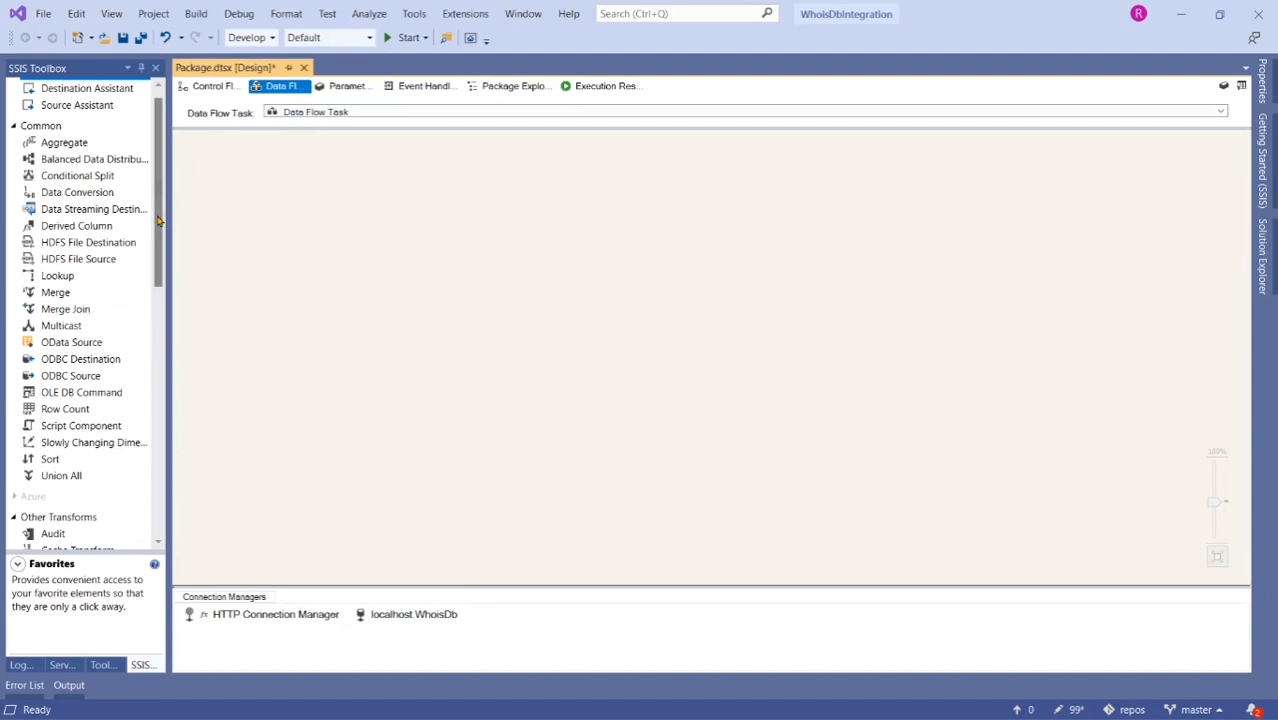 File Edit View Project Build Debug Format Test Analyze Tools Extensions Window Help Search (Ctrl+Q) WhoisDbIntegration R
Develop Default Start
SSIS Toolbox
Package.dtsx [Design]*
Control Fl... Data Fl... Paramet... Event Handl... Package Explo... Execution Res...
Data Flow Task: Data Flow Task
Destination Assistant
Source Assistant
Common
Aggregate
Balanced Data Distribu...
Conditional Split
Data Conversion
Data Streaming Destin...
Derived Column
HDFS File Destination
HDFS File Source
Lookup
Merge
Merge Join
Multicast
OData Source
ODBC Destination
ODBC Source
OLE DB Command
Row Count
Script Component
Slowly Changing Dime...
Sort
Union All
Azure
Other Transforms
Audit
Cache Transform
Favorites
Provides convenient access to
your favorite elements so that
they are only a click away.
Log... Serv... Tool... SSIS...
100%
Connection Managers
fx HTTP Connection Manager localhost.WhoisDb
Properties
Getting Started (SSIS)
Solution Explorer
Error List Output
Ready 0 99* repos master 2